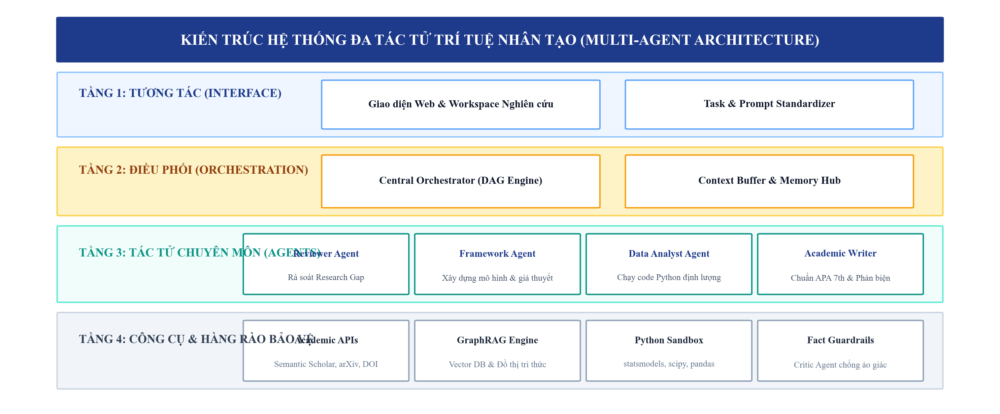 KIẾN TRÚC HỆ THỐNG ĐA TÁC TỬ TRÍ TUỆ NHÂN TẠO (MULTI-AGENT ARCHITECTURE)
TẦNG 1: TƯƠNG TÁC (INTERFACE)
Giao diện Web & Workspace Nghiên cứu
Task & Prompt Standardizer
TẦNG 2: ĐIỀU PHỐI (ORCHESTRATION)
Central Orchestrator (DAG Engine)
Context Buffer & Memory Hub
TẦNG 3: TÁC TỬ CHUYÊN MÔN (AGENTS)
Reviewer Agent
Rà soát Research Gap
Framework Agent
Xây dựng mô hình & giả thuyết
Data Analyst Agent
Chạy code Python định lượng
Academic Writer
Chuẩn APA 7th & Phản biện
TẦNG 4: CÔNG CỤ & HÀNG RÀO BẢO VỆ
Academic APIs
Semantic Scholar, arXiv, DOI
GraphRAG Engine
Vector DB & Đồ thị tri thức
Python Sandbox
statsmodels, scipy, pandas
Fact Guardrails
Critic Agent chống ảo giác